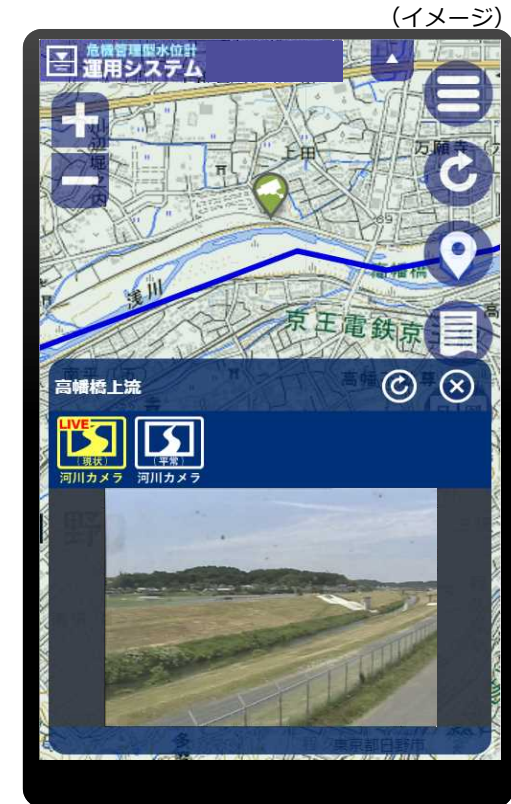 (イメージ)
危機管理型水位計
運用システム
上田
万願寺
69
高幡橋
浅川
京王電鉄京
高幡橋上流
LIVE
(現状)
(平常)
河川カメラ
河川カメラ
野
東京都日野市